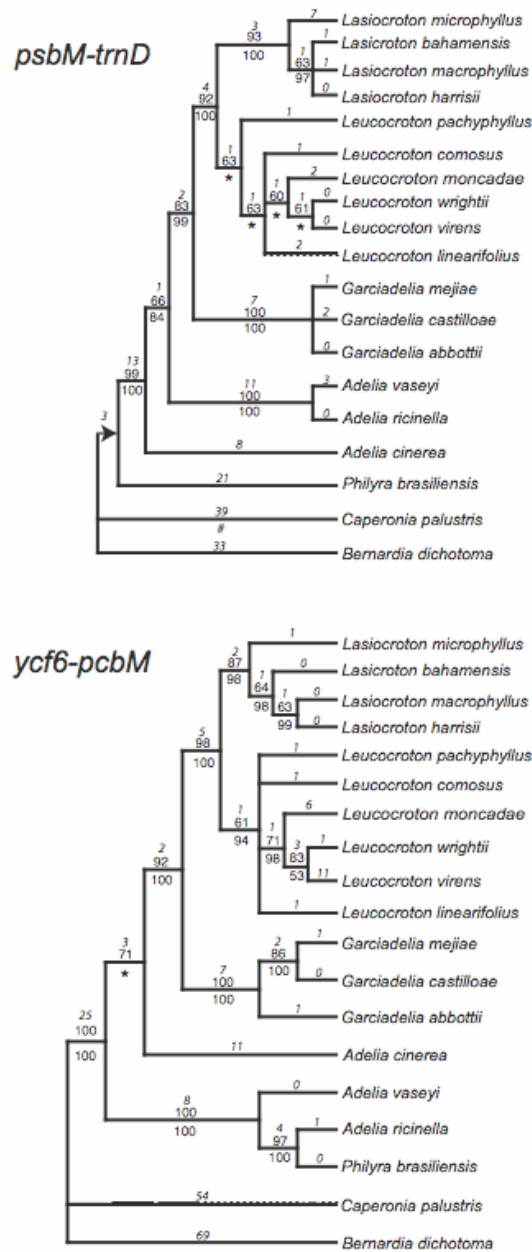 psbM-trnD
3
93
100
7
Lasiocroton microphyllus
1
63
97
1
Lasicroton bahamensis
1
Lasiocroton macrophyllus
0
Lasiocroton harrisii
4
92
100
1
63
*
1
Leucocroton pachyphyllus
1
63
*
1
Leucocroton comosus
1
60
*
2
Leucocroton moncadae
1
61
*
0
Leucocroton wrightii
0
Leucocroton virens
2
Leucocroton linearifolius
2
83
99
7
100
100
1
Garciadelia mejiae
2
Garciadelia castilloae
0
Garciadelia abbottii
1
66
84
11
100
100
3
Adelia vaseyi
0
Adelia ricinella
13
99
100
8
Adelia cinerea
3
21
Philyra brasiliensis
39
Caperonia palustris
//
33
Bernardia dichotoma
ycf6-pcbM
2
87
98
1
Lasiocroton microphyllus
1
64
98
0
Lasicroton bahamensis
1
63
99
0
Lasiocroton macrophyllus
0
Lasiocroton harrisii
5
98
100
1
61
94
1
Leucocroton pachyphyllus
1
Leucocroton comosus
1
71
98
6
Leucocroton moncadae
3
83
53
1
Leucocroton wrightii
11
Leucocroton virens
1
Leucocroton linearifolius
2
92
100
7
100
100
2
86
100
1
Garciadelia mejiae
0
Garciadelia castilloae
1
Garciadelia abbottii
3
71
*
11
Adelia cinerea
25
100
100
8
100
100
0
Adelia vaseyi
4
97
100
1
Adelia ricinella
0
Philyra brasiliensis
54
Caperonia palustris
69
Bernardia dichotoma